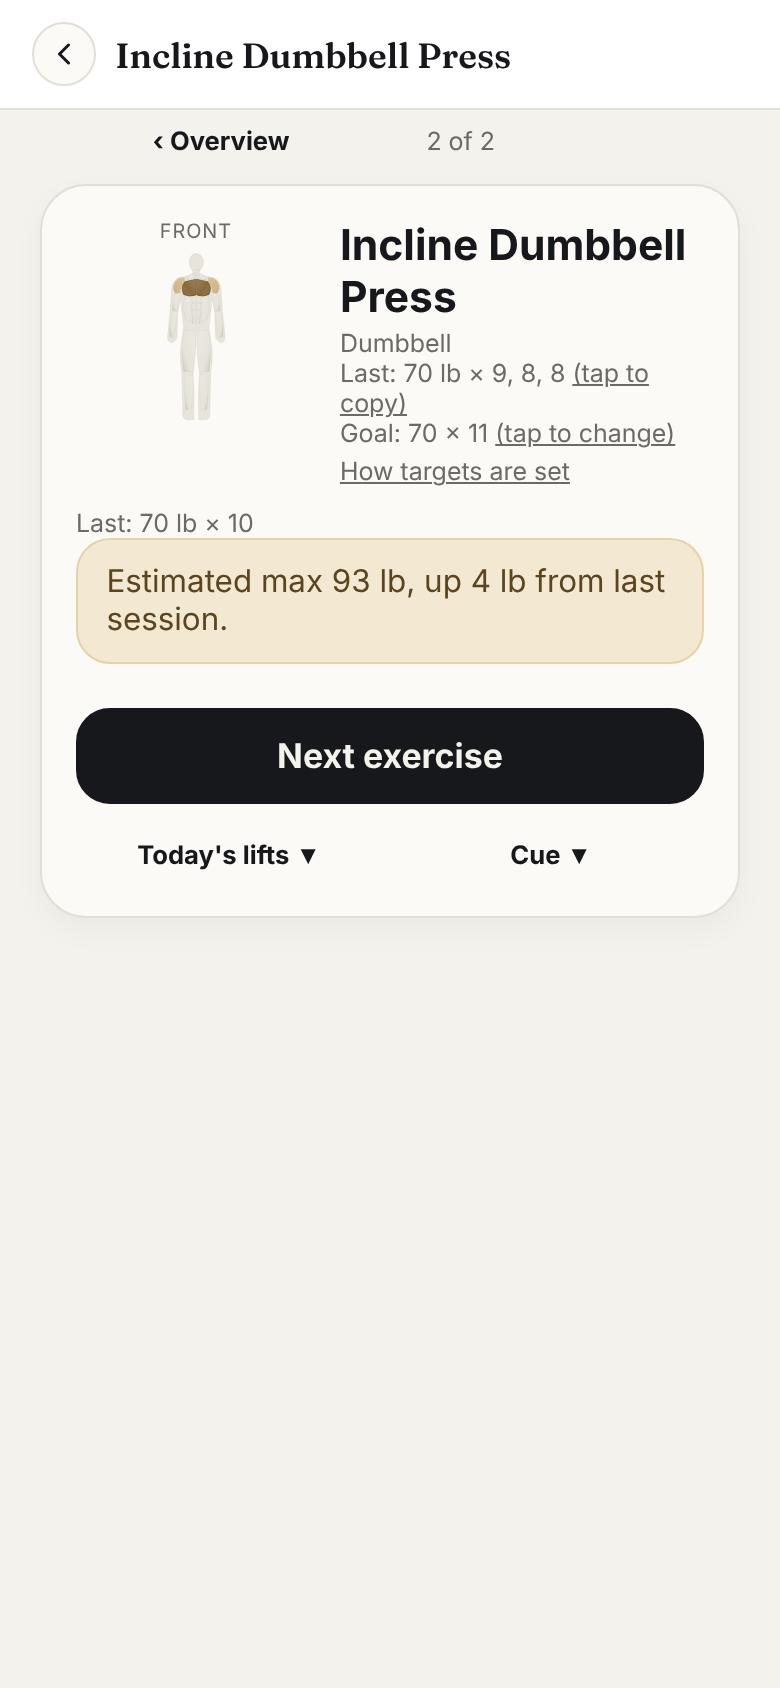 Incline Dumbbell Press
‹ Overview
2 of 2
FRONT
Incline Dumbbell
Press
Dumbbell
Last: 70 lb × 9, 8, 8 (tap to
copy)
Goal: 70 × 11 (tap to change)
How targets are set
Last: 70 lb × 10
Estimated max 93 lb, up 4 lb from last
session.
Next exercise
Today's lifts ▼
Cue ▼